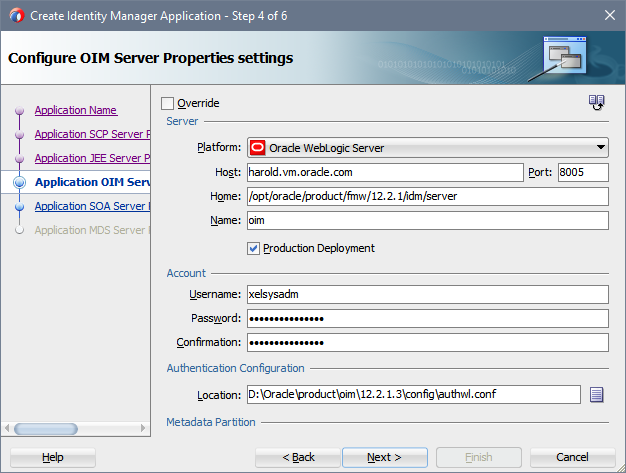 Create Identity Manager Application - Step 4 of 6
Configure OIM Server Properties settings
Application Name
Application SCP Server P
Application JEE Server P
Application OIM Serv
Application SOA Server
Application MDS Server
Override
Server
Platform: Oracle WebLogic Server
Host: harold.vm.oracle.com Port: 8005
Home: /opt/oracle/product/fmw/12.2.1/idm/server
Name: oim
Production Deployment
Account
Username: xelsysadm
Password: •••••••••••••••
Confirmation: •••••••••••••••
Authentication Configuration
Location: D:\Oracle\product\oim\12.2.1.3\config\authwl.conf
Metadata Partition
Help
< Back
Next >
Finish
Cancel